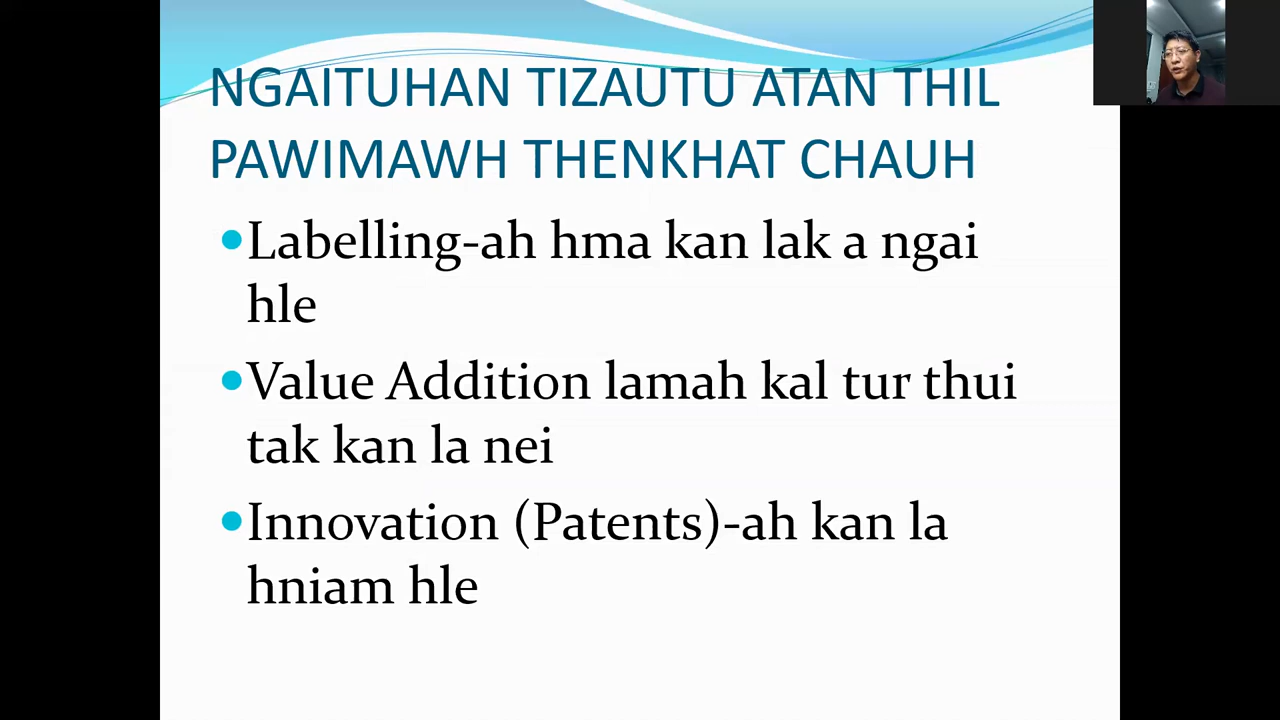 NGAITUHAN TIZAUTU ATAN THIL
PAWIMAWH THENKHAT CHAUH
•Labelling-ah hma kan lak a ngai
hle
•Value Addition lamah kal tur thui
tak kan la nei
•Innovation (Patents)-ah kan la
hniam hle